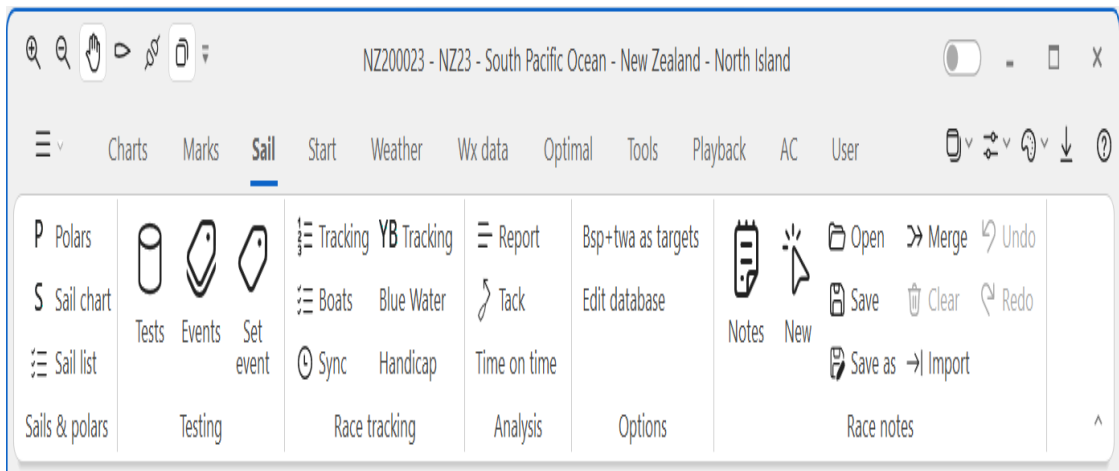 NZ200023 - NZ23 - South Pacific Ocean - New Zealand - North Island
Charts Marks Sail Start Weather Wx data Optimal Tools Playback AC User
P Polars
S Sail chart
Sail list
Sails & polars
Tests Events Set event
Testing
Tracking YB Tracking
Boats Blue Water
Sync Handicap
Race tracking
Report
Tack
Time on time
Analysis
Bsp+twa as targets
Edit database
Options
Notes New
Open Merge Undo
Save Clear Redo
Save as Import
Race notes